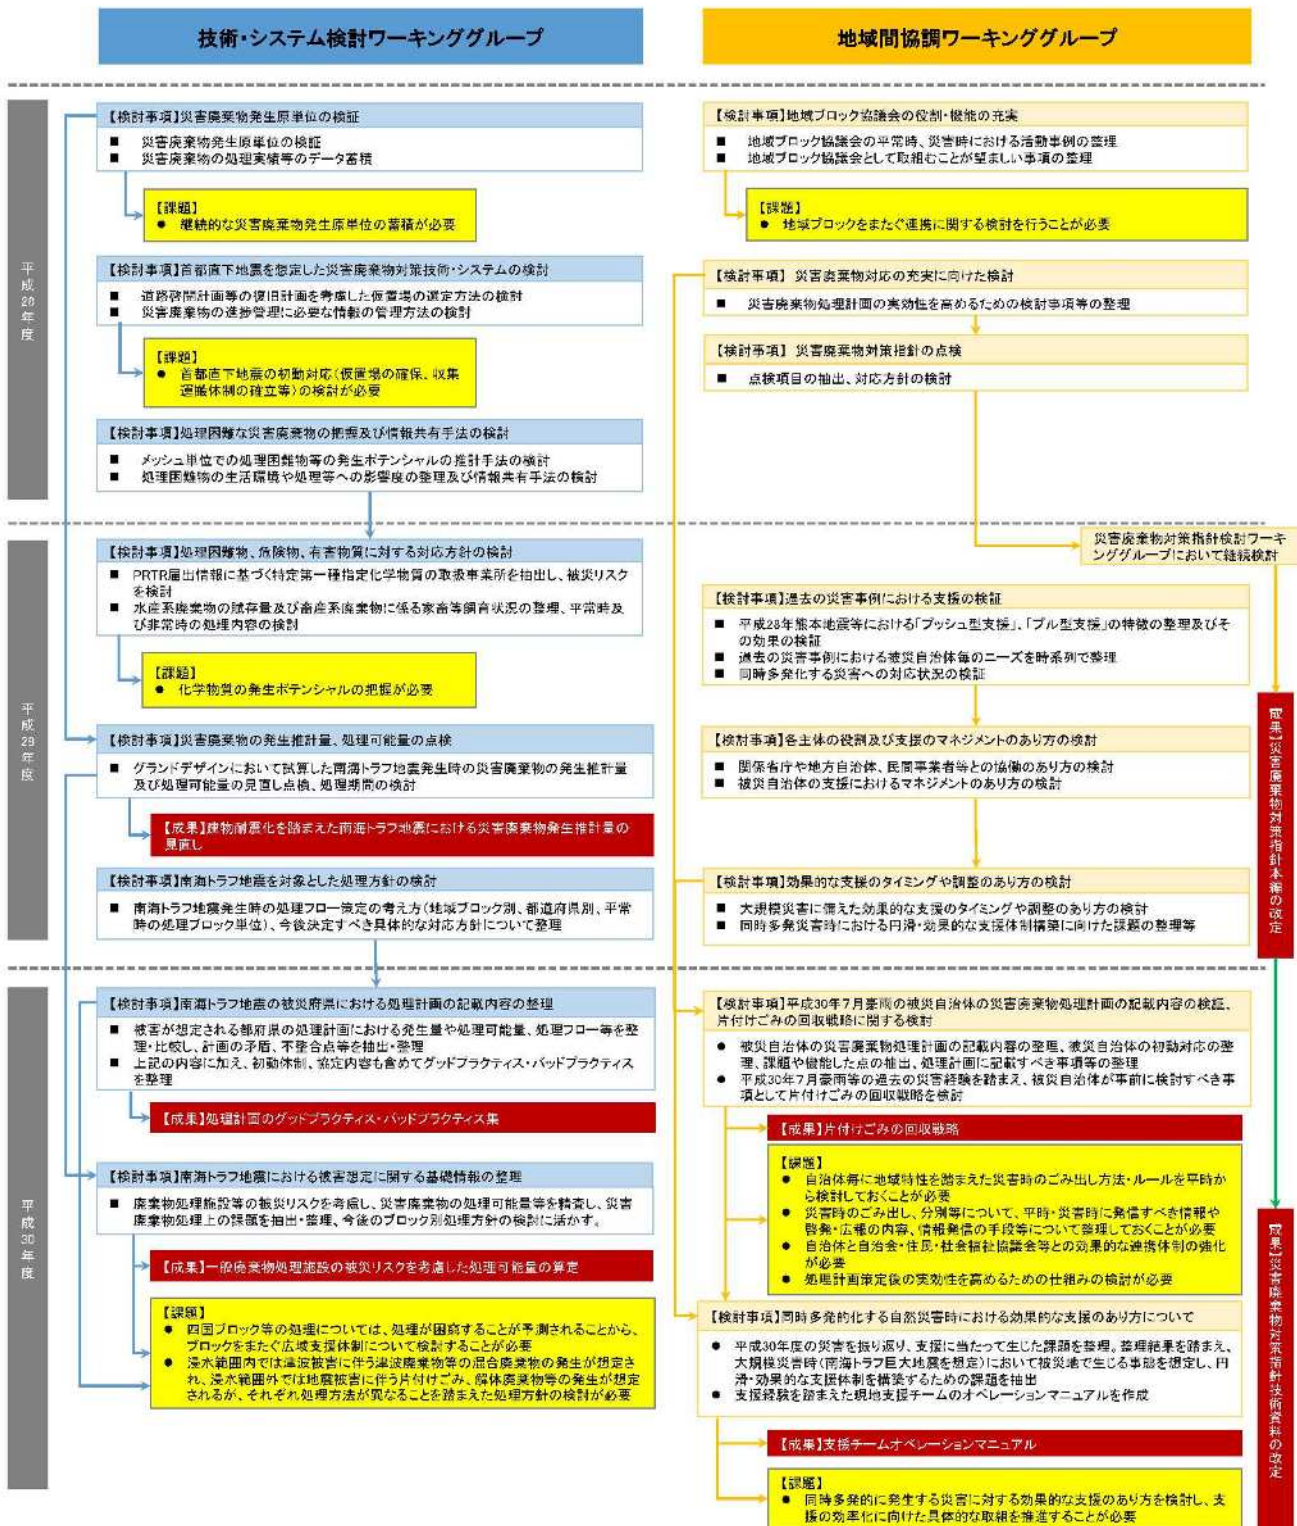 技術・システム検討ワーキンググループ
地域間協調ワーキンググループ
平成28年度
【検討事項】災害廃棄物発生原単位の検証
■ 災害廃棄物発生原単位の検証
■ 災害廃棄物の処理実績等のデータ蓄積
【課題】
● 継続的な災害廃棄物発生原単位の蓄積が必要
【検討事項】首都直下地震を想定した災害廃棄物対策技術・システムの検討
■ 道路啓開計画等の復旧計画を考慮した仮置場の選定方法の検討
■ 災害廃棄物の進捗管理に必要な情報の管理方法の検討
【課題】
● 首都直下地震の初動対応(仮置場の確保、収集
運搬体制の確立等)の検討が必要
【検討事項】処理困難な災害廃棄物の把握及び情報共有手法の検討
■ メッシュ単位での処理困難物等の発生ポテンシャルの推計手法の検討
■ 処理困難物の生活環境や処理等への影響度の整理及び情報共有手法の検討
【検討事項】地域ブロック協議会の役割・機能の充実
■ 地域ブロック協議会の平常時、災害時における活動事例の整理
■ 地域ブロック協議会として取組むことが望ましい事項の整理
【課題】
● 地域ブロックをまたぐ連携に関する検討を行うことが必要
【検討事項】 災害廃棄物対応の充実に向けた検討
■ 災害廃棄物処理計画の実効性を高めるための検討事項等の整理
【検討事項】 災害廃棄物対策指針の点検
■ 点検項目の抽出、対応方針の検討
平成29年度
【検討事項】処理困難物、危険物、有害物質に対する対応方針の検討
■ PRTR届出情報に基づく特定第一種指定化学物質の取扱事業所を抽出し、被災リスク
を検討
■ 水産系廃棄物の賦存量及び畜産系廃棄物に係る家畜等飼育状況の整理、平常時及
び非常時の処理内容の検討
【課題】
● 化学物質の発生ポテンシャルの把握が必要
【検討事項】災害廃棄物の発生推計量、処理可能量の点検
■ グランドデザインにおいて試算した南海トラフ地震発生時の災害廃棄物の発生推計量
及び処理可能量の見直し点検、処理期間の検討
【成果】建物耐震化を踏まえた南海トラフ地震における災害廃棄物発生推計量の
見直し
【検討事項】南海トラフ地震を対象とした処理方針の検討
■ 南海トラフ地震発生時の処理フロー策定の考え方(地域ブロック別、都道府県別、平常
時の処理ブロック単位)、今後決定すべき具体的な対応方針について整理
災害廃棄物対策指針検討ワーキ
ンググループにおいて継続検討
【検討事項】過去の災害事例における支援の検証
■ 平成28年熊本地震等における「プッシュ型支援」、「プル型支援」の特徴の整理及びそ
の効果の検証
■ 過去の災害事例における被災自治体毎のニーズを時系列で整理
■ 同時多発化する災害への対応状況の検証
【検討事項】各主体の役割及び支援のマネジメントのあり方の検討
■ 関係省庁や地方自治体、民間事業者等との協働のあり方の検討
■ 被災自治体の支援におけるマネジメントのあり方の検討
【検討事項】効果的な支援のタイミングや調整のあり方の検討
■ 大規模災害に備えた効果的な支援のタイミングや調整のあり方の検討
■ 同時多発災害時における円滑・効果的な支援体制構築に向けた課題の整理等
成果】災害廃棄物対策指針本編の改定
平成30年度
【検討事項】南海トラフ地震の被災府県における処理計画の記載内容の整理
■ 被害が想定される都府県の処理計画における発生量や処理可能量、処理フロー等を整
理・比較し、計画の矛盾、不整合点等を抽出・整理
■ 上記の内容に加え、初動体制、協定内容も含めてグッドプラクティス・バッドプラクティス
を整理
【成果】処理計画のグッドプラクティス・バッドプラクティス集
【検討事項】南海トラフ地震における被害想定に関する基礎情報の整理
■ 廃棄物処理施設等の被災リスクを考慮し、災害廃棄物の処理可能量等を精査し、災害
廃棄物処理上の課題を抽出・整理、今後のブロック別処理方針の検討に活かす。
【成果】一般廃棄物処理施設の被災リスクを考慮した処理可能量の算定
【課題】
● 四国ブロック等の処理については、処理が困窮することが予測されることから、
ブロックをまたぐ広域支援体制について検討することが必要
● 浸水範囲内では津波被害に伴う津波廃棄物等の混合廃棄物の発生が想定さ
れ、浸水範囲外では地震被害に伴う片付けごみ、解体廃棄物等の発生が想定
されるが、それぞれ処理方法が異なることを踏まえた処理方針の検討が必要
【検討事項】平成30年7月豪雨の被災自治体の災害廃棄物処理計画の記載内容の検証、
片付けごみの回収戦略に関する検討
● 被災自治体の災害廃棄物処理計画の記載内容の整理、被災自治体の初動対応の整
理、課題や機能した点の抽出、処理計画に記載すべき事項等の整理
● 平成30年7月豪雨等の過去の災害経験を踏まえ、被災自治体が事前に検討すべき事
項として片付けごみの回収戦略を検討
【成果】片付けごみの回収戦略
【課題】
● 自治体毎に地域特性を踏まえた災害時のごみ出し方法・ルールを平時か
ら検討しておくことが必要
● 災害時のごみ出し、分別等について、平時・災害時に発信すべき情報や
啓発・広報の内容、情報発信の手段等について整理しておくことが必要
● 自治体と自治会・住民・社会福祉協議会等との効果的な連携体制の強化
が必要
● 処理計画策定後の実効性を高めるための仕組みの検討が必要
【検討事項】同時多発的化する自然災害時における効果的な支援のあり方について
● 平成30年度の災害を振り返り、支援に当たって生じた課題を整理。整理結果を踏まえ、
大規模災害時(南海トラフ巨大地震を想定)において被災地で生じる事態を想定し、円
滑・効果的な支援体制を構築するための課題を抽出
● 支援経験を踏まえた現地支援チームのオペレーションマニュアルを作成
【成果】支援チームオペレーションマニュアル
【課題】
● 同時多発的に発生する災害に対する効果的な支援のあり方を検討し、支
援の効率化に向けた具体的な取組を推進することが必要
成果】災害廃棄物対策指針技術資料の改定